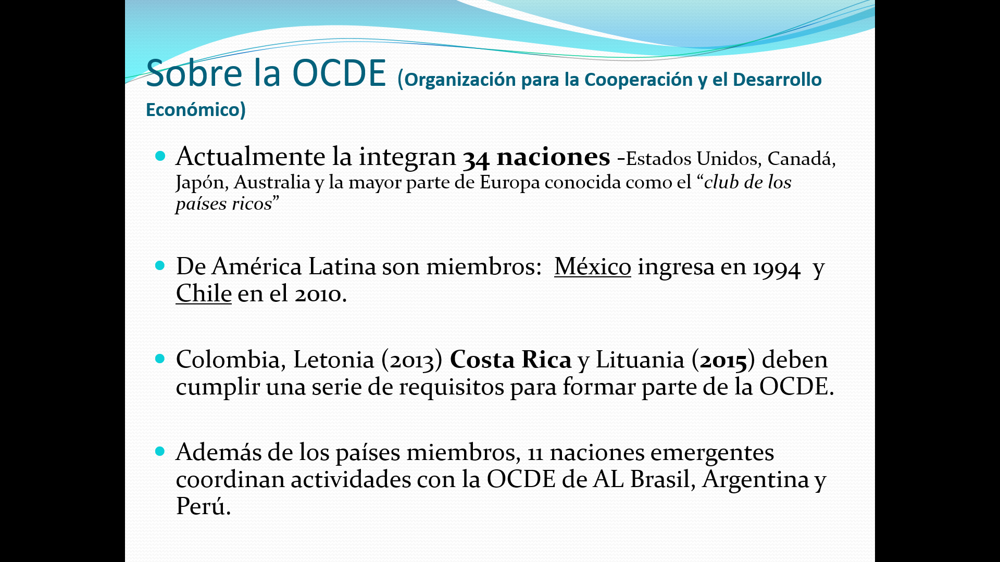 Sobre la OCDE (Organización para la Cooperación y el Desarrollo
Económico)
• Actualmente la integran 34 naciones -Estados Unidos, Canadá,
Japón, Australia y la mayor parte de Europa conocida como el “club de los
países ricos”
• De América Latina son miembros:  México ingresa en 1994  y
Chile en el 2010.
• Colombia, Letonia (2013) Costa Rica y Lituania (2015) deben
cumplir una serie de requisitos para formar parte de la OCDE.
• Además de los países miembros, 11 naciones emergentes
coordinan actividades con la OCDE de AL Brasil, Argentina y
Perú.